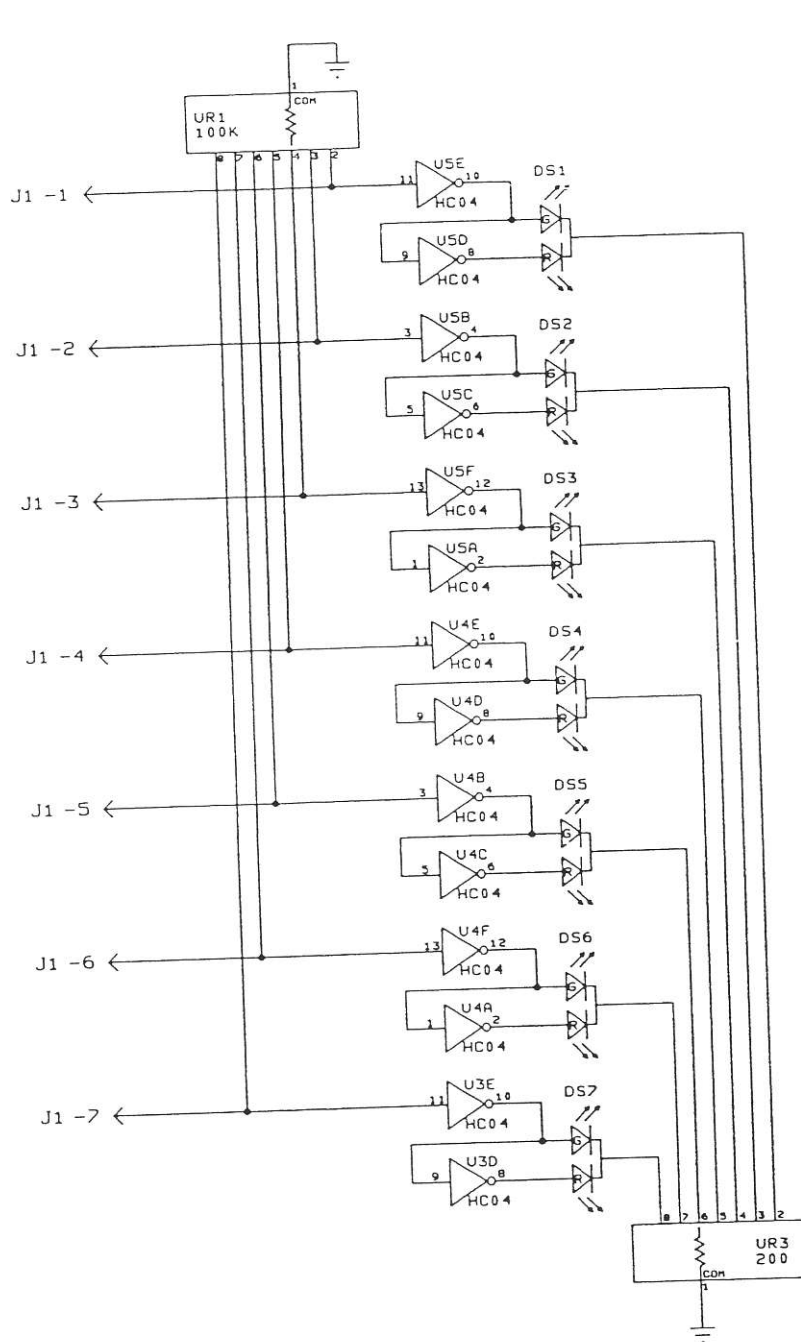 1
COM
UR1
100K
8 7 6 5 4 3 2
J1 -1
11
U5E
10
HC04
DS1
G
9
U5D
8
HC04
R
J1 -2
3
U5B
4
HC04
DS2
G
5
U5C
6
HC04
R
J1 -3
13
U5F
12
HC04
DS3
G
1
U5A
2
HC04
R
J1 -4
11
U4E
10
HC04
DS4
G
9
U4D
8
HC04
R
J1 -5
3
U4B
4
HC04
DS5
G
5
U4C
6
HC04
R
J1 -6
13
U4F
12
HC04
DS6
G
1
U4A
2
HC04
R
J1 -7
11
U3E
10
HC04
DS7
G
9
U3D
8
HC04
R
8 7 6 5 4 3 2
UR3
200
COM
1